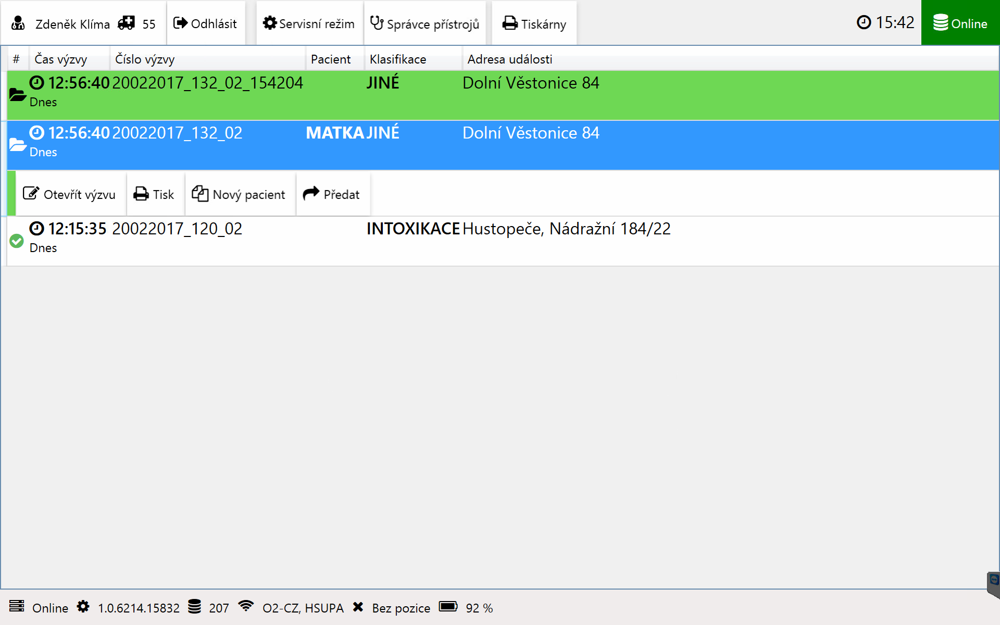 Zdeněk Klíma 55 Odhlásit Servisní režim Správce přístrojů Tiskárny 15:42 Online
# Čas výzvy Číslo výzvy Pacient Klasifikace Adresa události
12:56:40 20022017_132_02_154204 JINÉ Dolní Věstonice 84
Dnes
12:56:40 20022017_132_02 MATKA JINÉ Dolní Věstonice 84
Dnes
Otevřít výzvu Tisk Nový pacient Předat
12:15:35 20022017_120_02 INTOXIKACE Hustopeče, Nádražní 184/22
Dnes
Online 1.0.6214.15832 207 O2-CZ, HSUPA Bez pozice 92 %